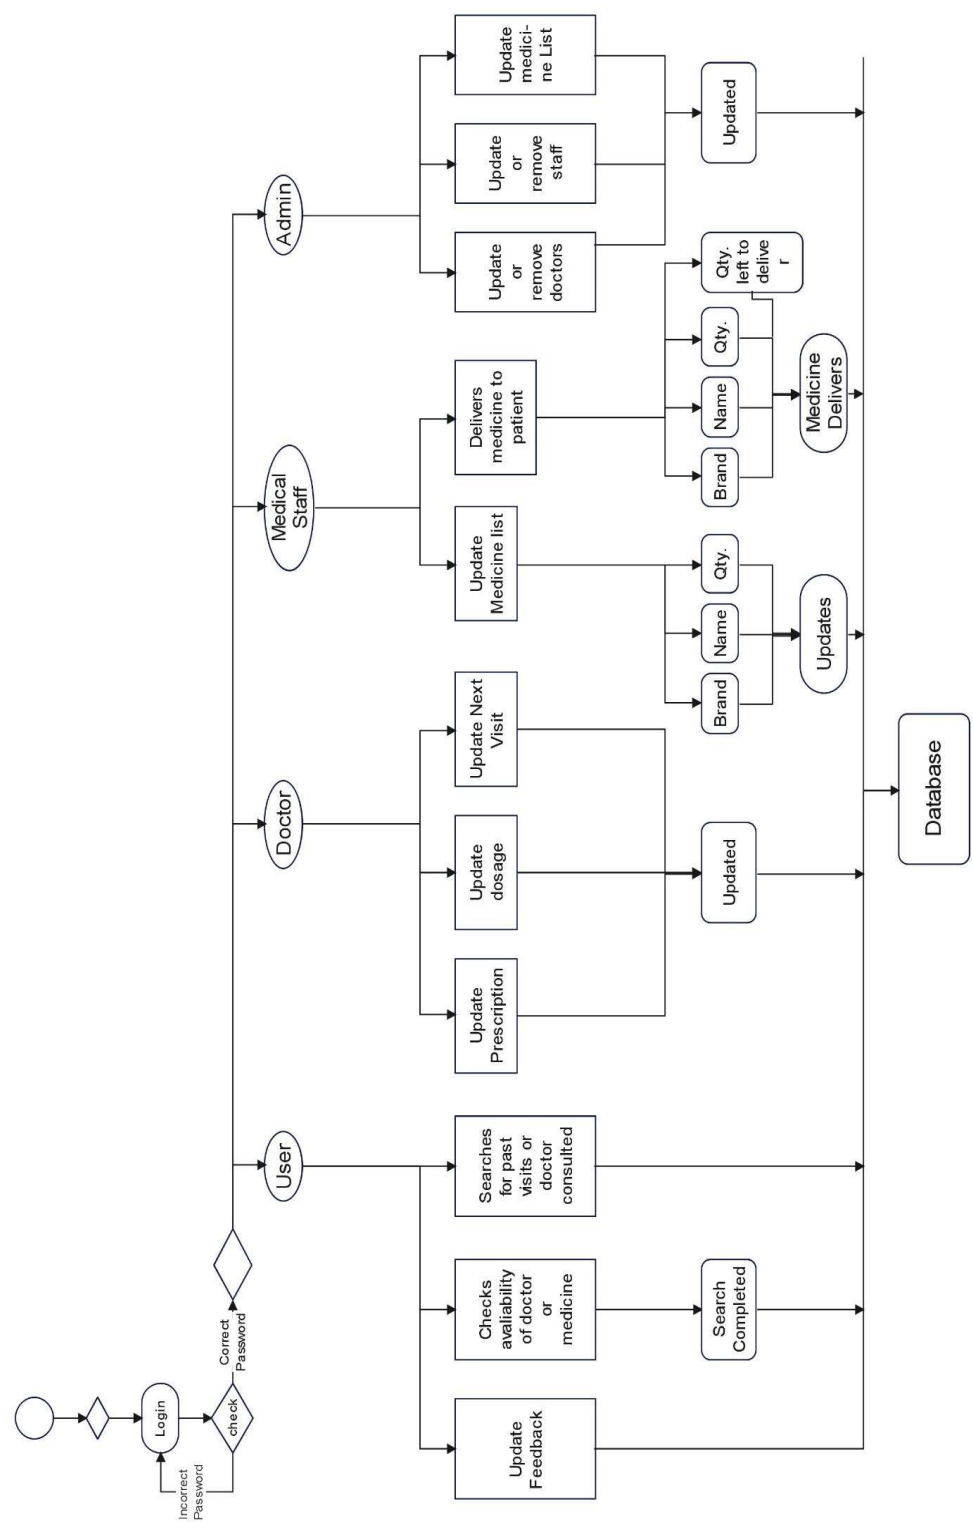 Login
check
Incorrect
Password
Correct
Password
User
Doctor
Medical
Staff
Admin
Update
Feedback
Checks
avaliability
of doctor
or
medicine
Searches
for past
visits or
doctor
consulted
Update
Prescription
Update
dosage
Update Next
Visit
Update
Medicine list
Delivers
medicine to
patient
Update
or
remove
doctors
Update
or
remove
staff
Update
medici-
ne List
Search
Completed
Updated
Brand
Name
Qty.
Brand
Name
Qty.
Qty.
left to
delive
r
Updated
Updates
Medicine
Delivers
Database